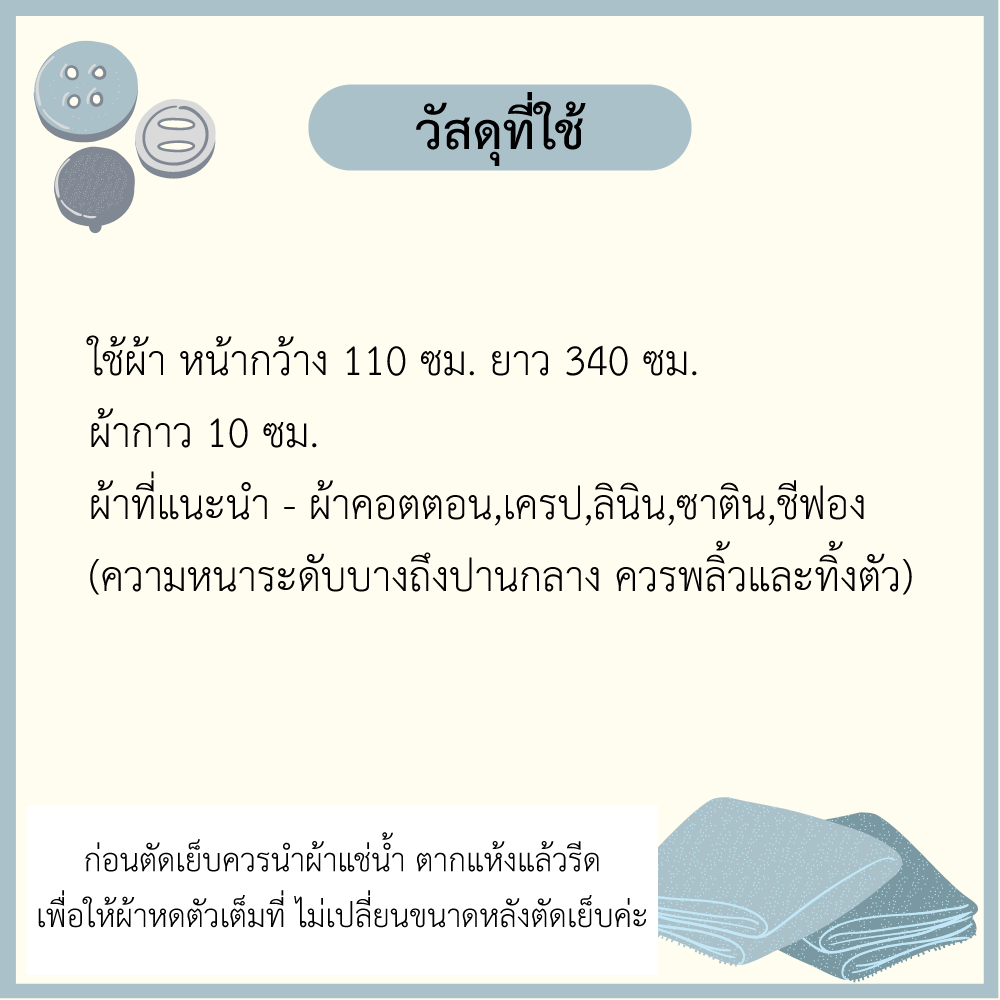 วัสดุที่ใช้
ใช้ผ้า หน้ากว้าง 110 ซม. ยาว 340 ซม.
ผ้ากาว 10 ซม.
ผ้าที่แนะนำ - ผ้าคอตตอน,เครป,ลินิน,ซาติน,ชีฟอง
(ความหนาระดับบางถึงปานกลาง ควรพลิ้วและทิ้งตัว)
ก่อนตัดเย็บควรนำผ้าแช่น้ำ ตากแห้งแล้วรีด
เพื่อให้ผ้าหดตัวเต็มที่ ไม่เปลี่ยนขนาดหลังตัดเย็บค่ะ